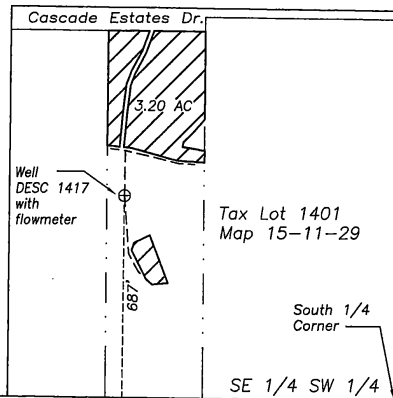 Cascade Estates Dr.
3.20 AC
Well
DESC 1417
with
flowmeter
Tax Lot 1401
Map 15-11-29
687'
South 1/4
Corner
SE 1/4 SW 1/4